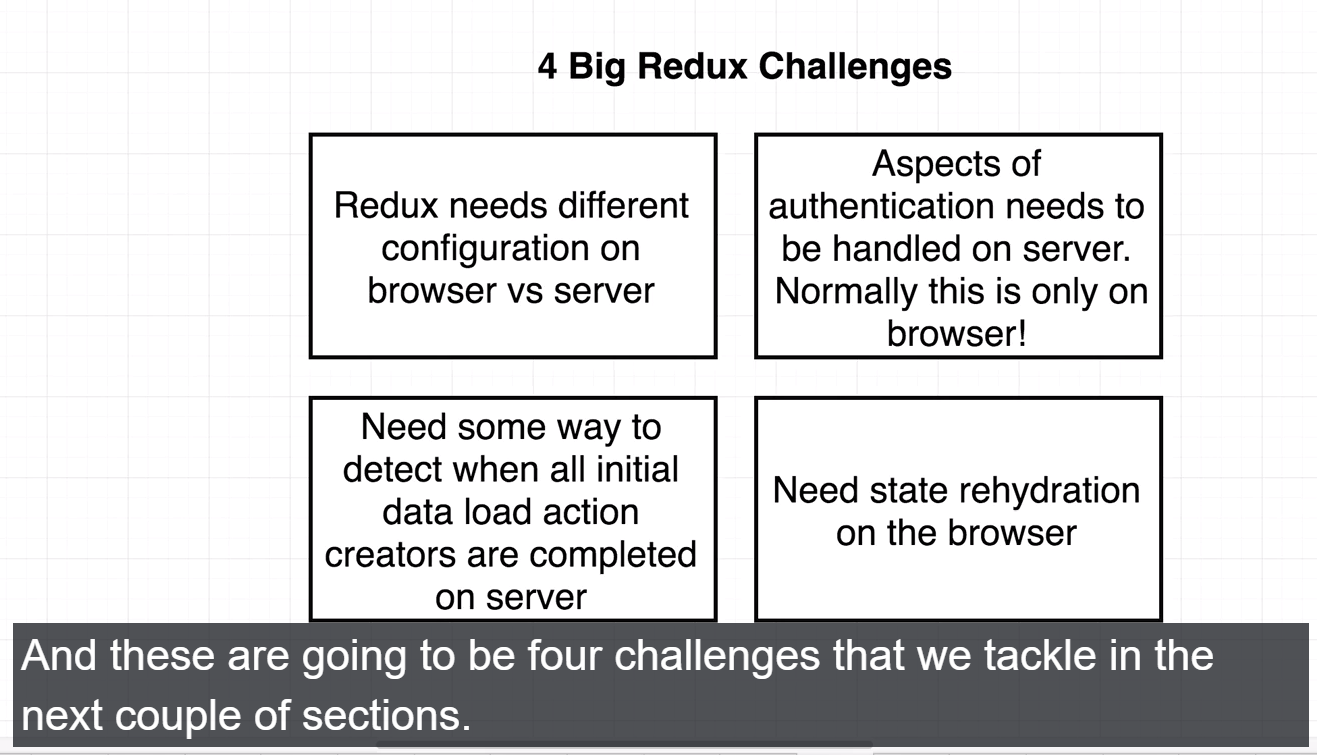 4 Big Redux Challenges
Redux needs different
configuration on
browser vs server
Aspects of
authentication needs to
be handled on server.
Normally this is only on
browser!
Need some way to
detect when all initial
data load action
creators are completed
on server
Need state rehydration
on the browser
And these are going to be four challenges that we tackle in the
next couple of sections.